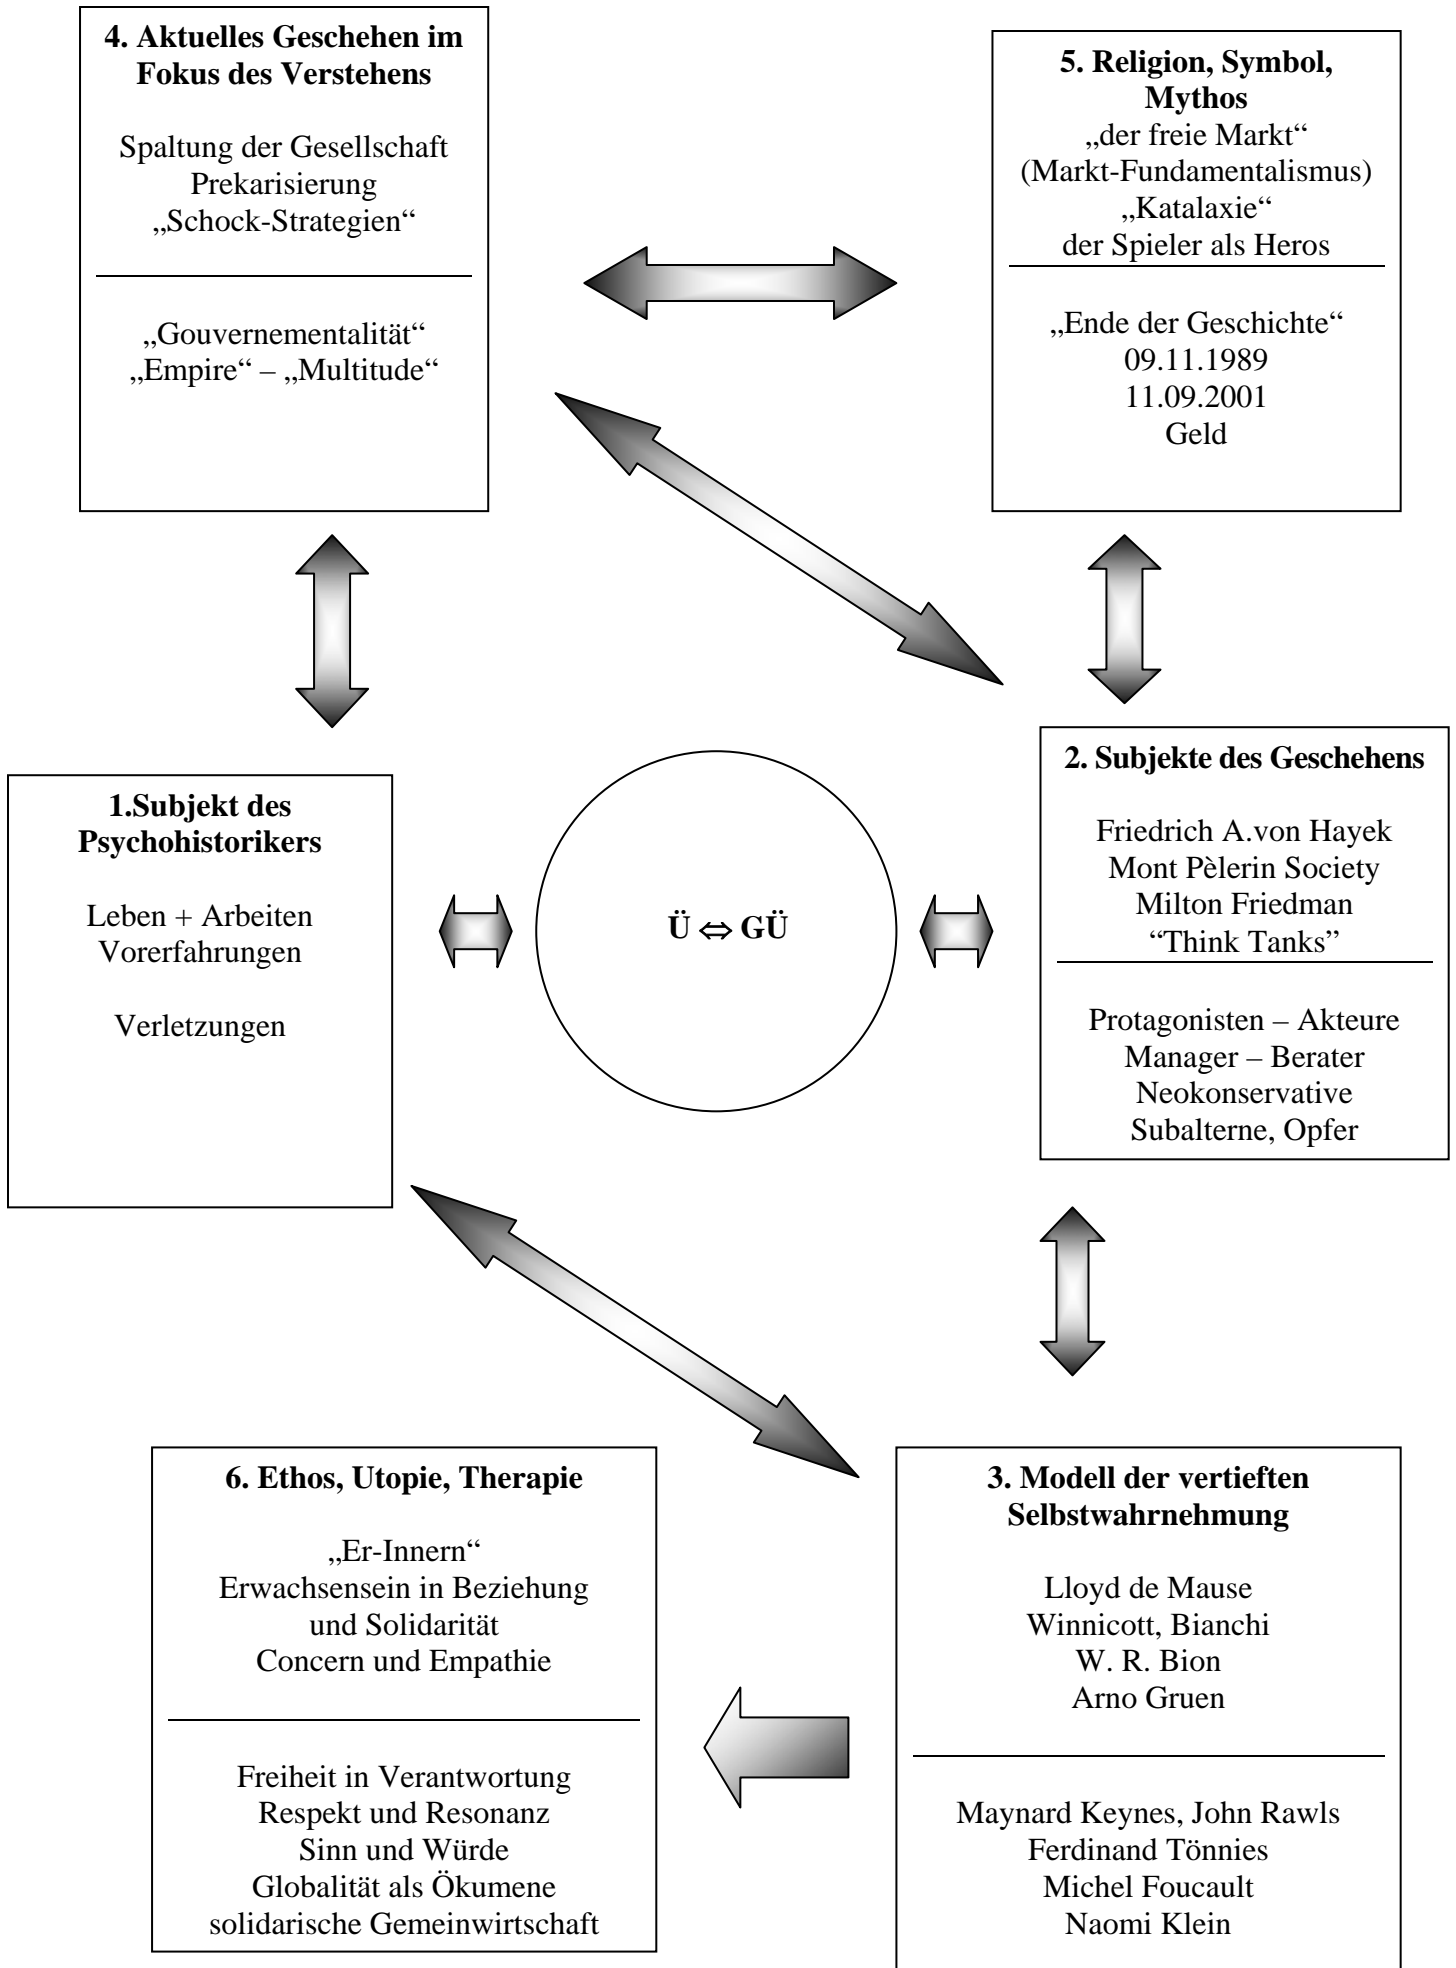 4. Aktuelles Geschehen im
Fokus des Verstehens
Spaltung der Gesellschaft
Prekarisierung
„Schock-Strategien“
„Gouvernementalität“
„Empire“ – „Multitude“
5. Religion, Symbol,
Mythos
„der freie Markt“
(Markt-Fundamentalismus)
„Katalaxie“
der Spieler als Heros
„Ende der Geschichte“
09.11.1989
11.09.2001
Geld
1.Subjekt des
Psychohistorikers
Leben + Arbeiten
Vorerfahrungen
Verletzungen
Ü ⇔ GÜ
2. Subjekte des Geschehens
Friedrich A.von Hayek
Mont Pèlerin Society
Milton Friedman
“Think Tanks”
Protagonisten – Akteure
Manager – Berater
Neokonservative
Subalterne, Opfer
6. Ethos, Utopie, Therapie
„Er-Innern“
Erwachsensein in Beziehung
und Solidarität
Concern und Empathie
Freiheit in Verantwortung
Respekt und Resonanz
Sinn und Würde
Globalität als Ökumene
solidarische Gemeinwirtschaft
3. Modell der vertieften
Selbstwahrnehmung
Lloyd de Mause
Winnicott, Bianchi
W. R. Bion
Arno Gruen
Maynard Keynes, John Rawls
Ferdinand Tönnies
Michel Foucault
Naomi Klein